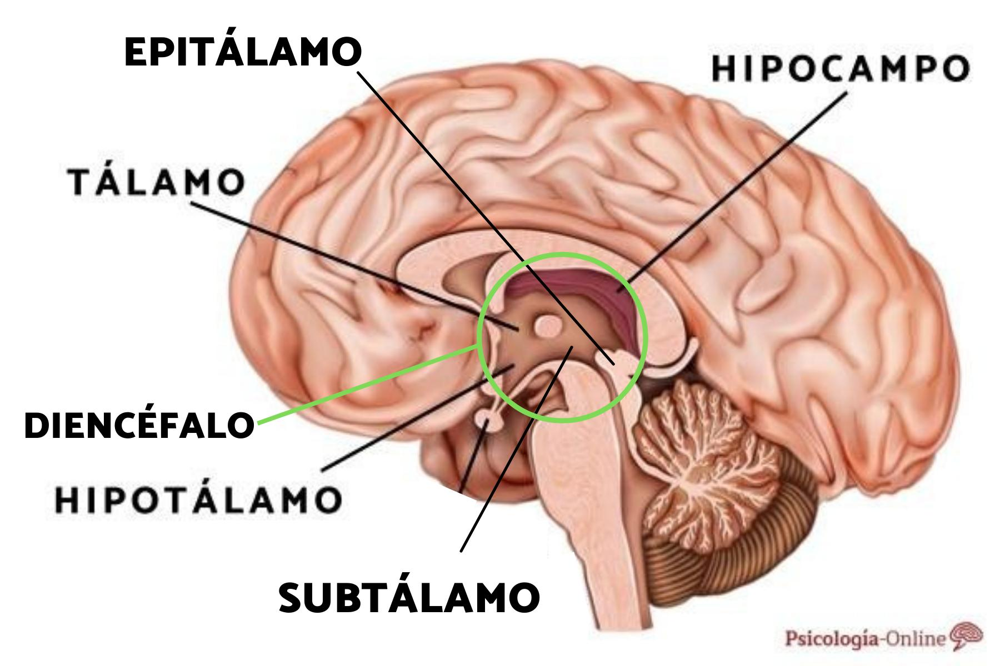 EPITÁLAMO
HIPOCAMPO
TÁLAMO
DIENCÉFALO
HIPOTÁLAMO
SUBTÁLAMO
Psicología-Online